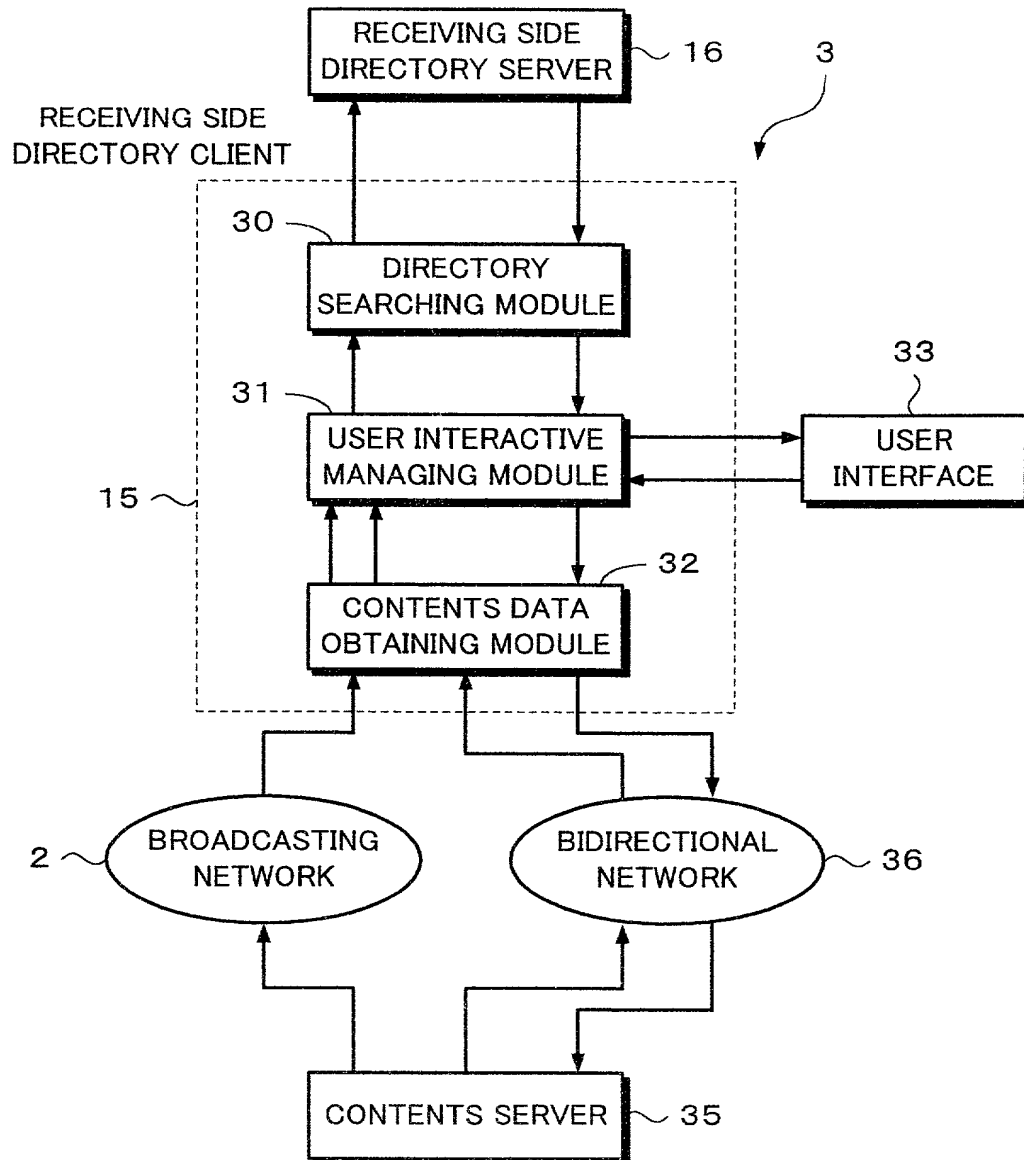 RECEIVING SIDE
DIRECTORY SERVER
16
3
RECEIVING SIDE
DIRECTORY CLIENT
30
DIRECTORY
SEARCHING MODULE
31
USER INTERACTIVE
MANAGING MODULE
33
USER
INTERFACE
15
32
CONTENTS DATA
OBTAINING MODULE
2
BROADCASTING
NETWORK
BIDIRECTIONAL
NETWORK
36
CONTENTS SERVER
35